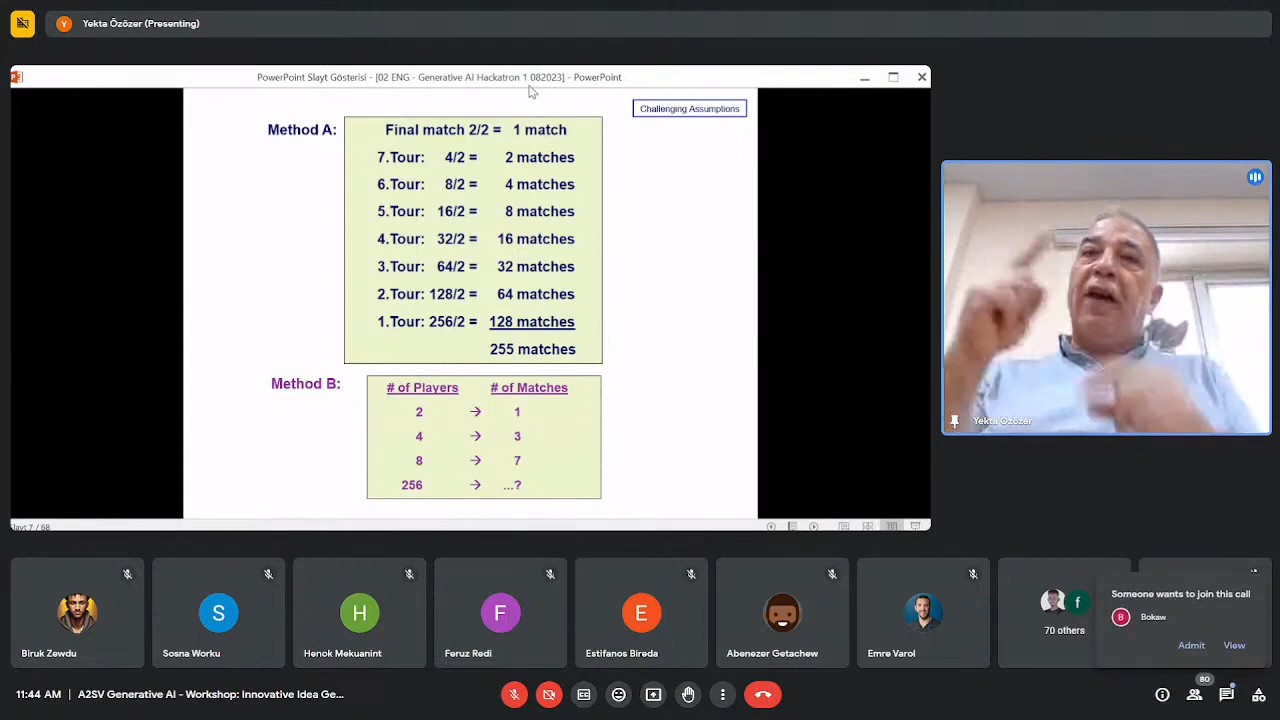 Y Yekta Özözer (Presenting)
PowerPoint Slayt Gösterisi - [02 ENG - Generative AI Hackatron 1 082023] - PowerPoint
Challenging Assumptions
Method A:
Final match 2/2 = 1 match
7.Tour: 4/2 = 2 matches
6.Tour: 8/2 = 4 matches
5.Tour: 16/2 = 8 matches
4.Tour: 32/2 = 16 matches
3.Tour: 64/2 = 32 matches
2.Tour: 128/2 = 64 matches
1.Tour: 256/2 = 128 matches
255 matches
Method B:
# of Players # of Matches
2 → 1
4 → 3
8 → 7
256 → ...?
7 / 68
Yekta Özözer
S H F E f
70 others
Biruk Zewdu
Sosna Worku
Henok Mekuanint
Feruz Redi
Estifanos Bireda
Abenezer Getachew
Emre Varol
Someone wants to join this call
B Bokaw
Admit View
11:44 AM | A2SV Generative AI - Workshop: Innovative Idea Ge...
80